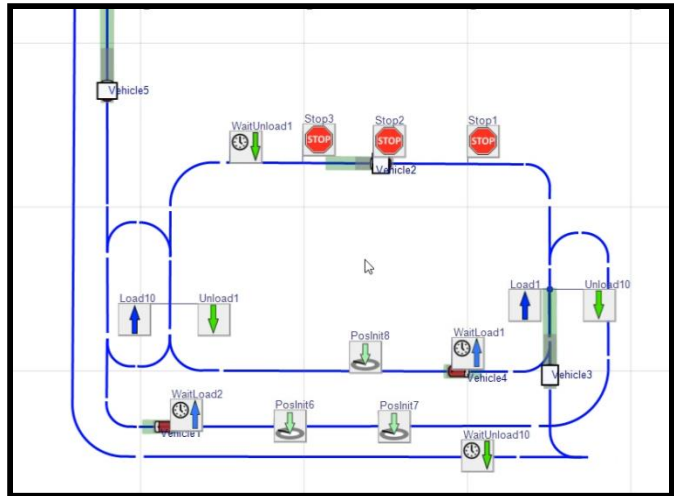 Vehicle5
WaitUnload1
Stop3
STOP
Stop2
STOP
Stop1
STOP
Vehicle2
Load10
Unload1
Load1
Unload10
PosInit8
WaitLoad1
Vehicle4
Vehicle3
WaitLoad2
Vehicle1
PosInit6
PosInit7
WaitUnload10